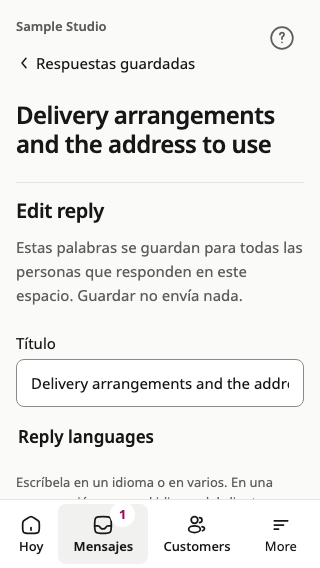 Sample Studio
Respuestas guardadas
Delivery arrangements
and the address to use
Edit reply
Estas palabras se guardan para todas las
personas que responden en este
espacio. Guardar no envía nada.
Título
Delivery arrangements and the addre
Reply languages
Escríbela en un idioma o en varios. En una
1
Hoy
Mensajes
Customers
More